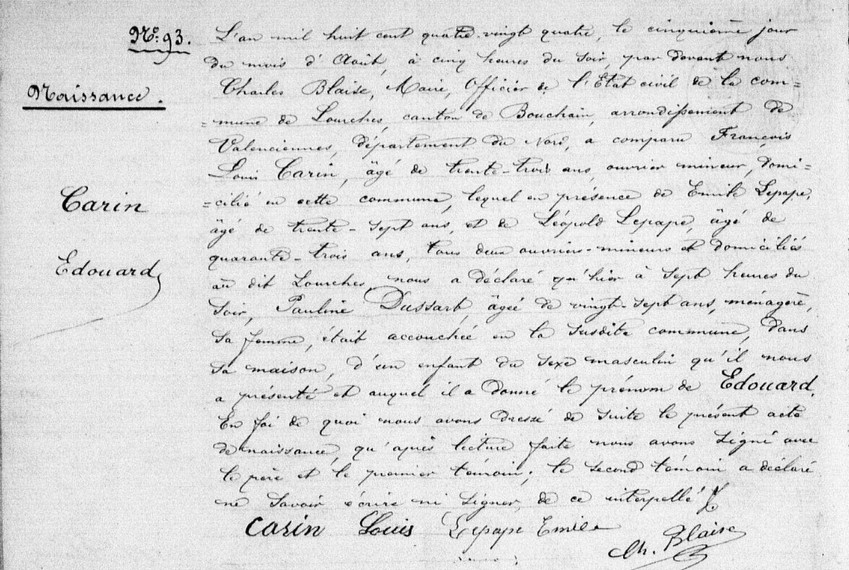 N.º 93.
Naissance.
Carin
Edouard
L'an mil huit cent quatre-vingt quatre, le cinquième jour
du mois d'Août, à cinq heures du soir, par devant nous
Charles Blaise, Maire, Officier de l'Etat civil de la com=
=mune de Lourches, canton de Bouchain, arrondissement de
Valenciennes, département du Nord, a comparu François
Louis Carin, âgé de trente-trois ans, ouvrier mineur, domi=
=cilié en cette commune, lequel en présence de Emile Lepape,
âgé de trente-sept ans, et de Léopold Lepape, âgé de
quarante-trois ans, tous deux ouvriers-mineurs et domiciliés
au dit Lourches, nous a déclaré qu'hier à sept heures du
soir, Pauline Dussart, âgée de vingt-sept ans, ménagère,
sa femme, était accouchée en la susdite commune, dans
sa maison, d'un enfant du sexe masculin qu'il nous
a présenté et auquel il a donné le prénom de Edouard.
En foi de quoi nous avons dressé de suite le présent acte
de naissance, qu'après lecture faite nous avons signé avec
le père et le premier temoin; le second témoin a déclaré
ne savoir écrire ni signer, de ce interpellé
Carin Louis Lepape Emile
Ch. Blaise